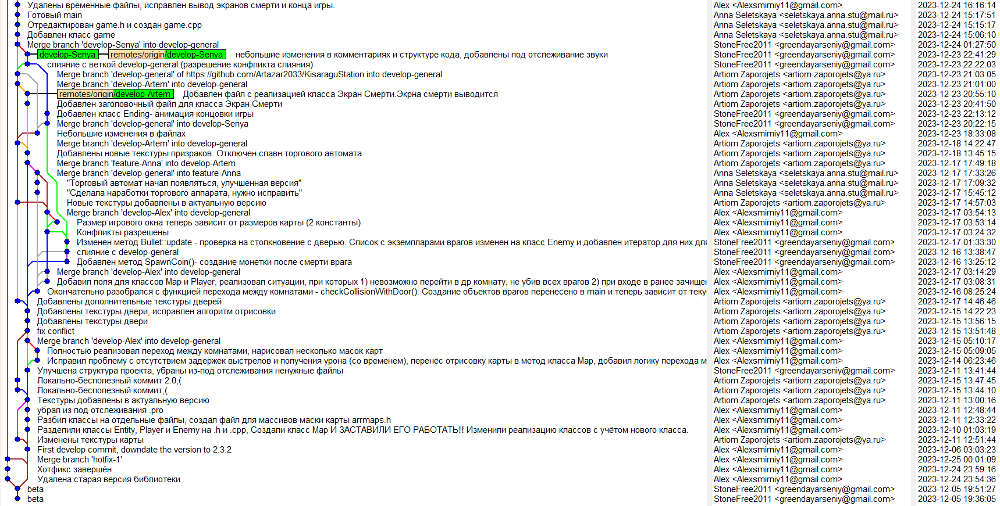 Удалены временные файлы, исправлен вывод экранов смерти и конца игры. Alex <Alexsmirniy11@gmail.com> 2023-12-24 16:16:14
Готовый main Anna Seletskaya <seletskaya.anna.stu@mail.ru> 2023-12-24 15:17:51
Отредактирован game.h и создан game.cpp Anna Seletskaya <seletskaya.anna.stu@mail.ru> 2023-12-24 15:15:17
Добавлен класс game Anna Seletskaya <seletskaya.anna.stu@mail.ru> 2023-12-24 15:06:10
Merge branch 'develop-Senya' into develop-general StoneFree2011 <greendayarseniy@gmail.com> 2023-12-24 01:27:50
develop-Senya remotes/origin/develop-Senya небольшие изменения в комментариях и структуре кода, добавлены под отслеживание звуки StoneFree2011 <greendayarseniy@gmail.com> 2023-12-23 22:41:29
слияние с веткой develop-general (разрешение конфликта слияния) StoneFree2011 <greendayarseniy@gmail.com> 2023-12-23 22:22:03
Merge branch 'develop-general' of https://github.com/Artazar2033/KisaraguStation into develop-general Artiom Zaporojets <artiom.zaporojets@ya.ru> 2023-12-23 21:03:05
Merge branch 'develop-Artem' into develop-general Artiom Zaporojets <artiom.zaporojets@ya.ru> 2023-12-23 21:01:00
remotes/origin/develop-Artem Добавлен файл с реализацией класса Экран Смерти.Экрна смерти выводится Artiom Zaporojets <artiom.zaporojets@ya.ru> 2023-12-23 20:55:10
Добавлен заголовочный файл для класса Экран Смерти Artiom Zaporojets <artiom.zaporojets@ya.ru> 2023-12-23 20:41:50
Добавлен класс Ending- анимация концовки игры StoneFree2011 <greendayarseniy@gmail.com> 2023-12-23 22:13:12
Merge branch 'develop-general' into develop-Senya StoneFree2011 <greendayarseniy@gmail.com> 2023-12-23 20:22:15
Небольшие изменения в файлах Alex <Alexsmirniy11@gmail.com> 2023-12-23 18:33:08
Merge branch 'develop-Artem' into develop-general Artiom Zaporojets <artiom.zaporojets@ya.ru> 2023-12-18 14:22:47
Добавлены новые текстуры призраков. Отключен спавн торгового автомата Artiom Zaporojets <artiom.zaporojets@ya.ru> 2023-12-18 13:45:15
Merge branch 'feature-Anna' into develop-Artem Artiom Zaporojets <artiom.zaporojets@ya.ru> 2023-12-17 17:49:18
Merge branch 'develop-general' into feature-Anna Anna Seletskaya <seletskaya.anna.stu@mail.ru> 2023-12-17 17:33:26
"Торговый автомат начал появляться, улучшенная версия" Anna Seletskaya <seletskaya.anna.stu@mail.ru> 2023-12-17 17:09:32
"Сделала наработки торгового аппарата, нужно исправить" Anna Seletskaya <seletskaya.anna.stu@mail.ru> 2023-12-17 15:45:12
Новые текстуры добавлены в актуальную версию Artiom Zaporojets <artiom.zaporojets@ya.ru> 2023-12-17 14:57:03
Merge branch 'develop-Alex' into develop-general Alex <Alexsmirniy11@gmail.com> 2023-12-17 03:54:13
Размер игрового окна теперь зависит от размеров карты (2 константы) Alex <Alexsmirniy11@gmail.com> 2023-12-17 03:53:14
Конфликты разрешены Alex <Alexsmirniy11@gmail.com> 2023-12-17 03:24:32
Изменен метод Bullet::update - проверка на столкновение с дверью. Список с экземпларами врагов изменен на класс Enemy и добавлен итератор для них дл StoneFree2011 <greendayarseniy@gmail.com> 2023-12-17 01:33:30
слияние с develop-general StoneFree2011 <greendayarseniy@gmail.com> 2023-12-16 13:38:47
Добавлен метод SpawnCoin()- создание монетки после смерти врага StoneFree2011 <greendayarseniy@gmail.com> 2023-12-16 13:25:12
Merge branch 'develop-Alex' into develop-general Alex <Alexsmirniy11@gmail.com> 2023-12-17 03:14:29
Добавил поля для классов Map и Player, реализовал ситуации, при которых 1) невозможно перейти в др комнату, не убив всех врагов 2) при входе в ранее зачищен Alex <Alexsmirniy11@gmail.com> 2023-12-17 03:08:31
Окончательно разобрался с функцией перехода между комнатами - checkCollisionWithDoor(). Создание объектов врагов перенесено в main и теперь зависит от теку Alex <Alexsmirniy11@gmail.com> 2023-12-16 08:25:24
Добавлены дополнительные текстуры дверей Artiom Zaporojets <artiom.zaporojets@ya.ru> 2023-12-17 14:46:46
Добавлены текстуры двери, исправлен алгоритм отрисовки Artiom Zaporojets <artiom.zaporojets@ya.ru> 2023-12-15 14:22:23
Добавлены текстуры двери Artiom Zaporojets <artiom.zaporojets@ya.ru> 2023-12-15 13:56:15
fix conflict Artiom Zaporojets <artiom.zaporojets@ya.ru> 2023-12-15 13:51:48
Merge branch 'develop-Alex' into develop-general Alex <Alexsmirniy11@gmail.com> 2023-12-15 05:10:17
Полностью реализовал переход между комнатами, нарисовал несколько масок карт Alex <Alexsmirniy11@gmail.com> 2023-12-15 05:09:05
Исправил проблему с отсутствием задержек выстрелов и получения урона (со временем), перенёс отрисовку карты в метод класса Map, добавил логику перехода м Alex <Alexsmirniy11@gmail.com> 2023-12-14 06:23:46
Улучшена структура проекта, убраны из-под отслеживания ненужные файлы StoneFree2011 <greendayarseniy@gmail.com> 2023-12-11 13:41:44
Локально-бесполезный коммит 2.0;( Artiom Zaporojets <artiom.zaporojets@ya.ru> 2023-12-15 13:47:45
Локально-бесполезный коммит;( Artiom Zaporojets <artiom.zaporojets@ya.ru> 2023-12-15 13:44:10
Текстуры добавлены в актуальную версию Artiom Zaporojets <artiom.zaporojets@ya.ru> 2023-12-11 13:00:16
убрал из под отслеживания .pro Alex <Alexsmirniy11@gmail.com> 2023-12-11 12:48:44
Разбил классы на отдельные файлы, создал файл для массивов маски карты arrmaps.h Alex <Alexsmirniy11@gmail.com> 2023-12-11 12:33:22
Разделили классы Entity, Player и Enemy на .h и .cpp, Создали класс Map И ЗАСТАВИЛИ ЕГО РАБОТАТЬ!! Изменили реализацию классов с учётом нового класса. Alex <Alexsmirniy11@gmail.com> 2023-12-10 01:03:19
Изменены текстуры карты Artiom Zaporojets <artiom.zaporojets@ya.ru> 2023-12-11 12:51:44
First develop commit, downdate the version to 2.3.2 Alex <Alexsmirniy11@gmail.com> 2023-12-06 03:03:23
Merge branch 'hotfix-1' Alex <Alexsmirniy11@gmail.com> 2023-12-25 00:01:09
Хотфикс завершён Alex <Alexsmirniy11@gmail.com> 2023-12-24 23:59:16
Удалена старая версия библиотеки Alex <Alexsmirniy11@gmail.com> 2023-12-24 23:54:36
beta StoneFree2011 <greendayarseniy@gmail.com> 2023-12-05 19:51:27
beta StoneFree2011 <greendayarseniy@gmail.com> 2023-12-05 19:36:05